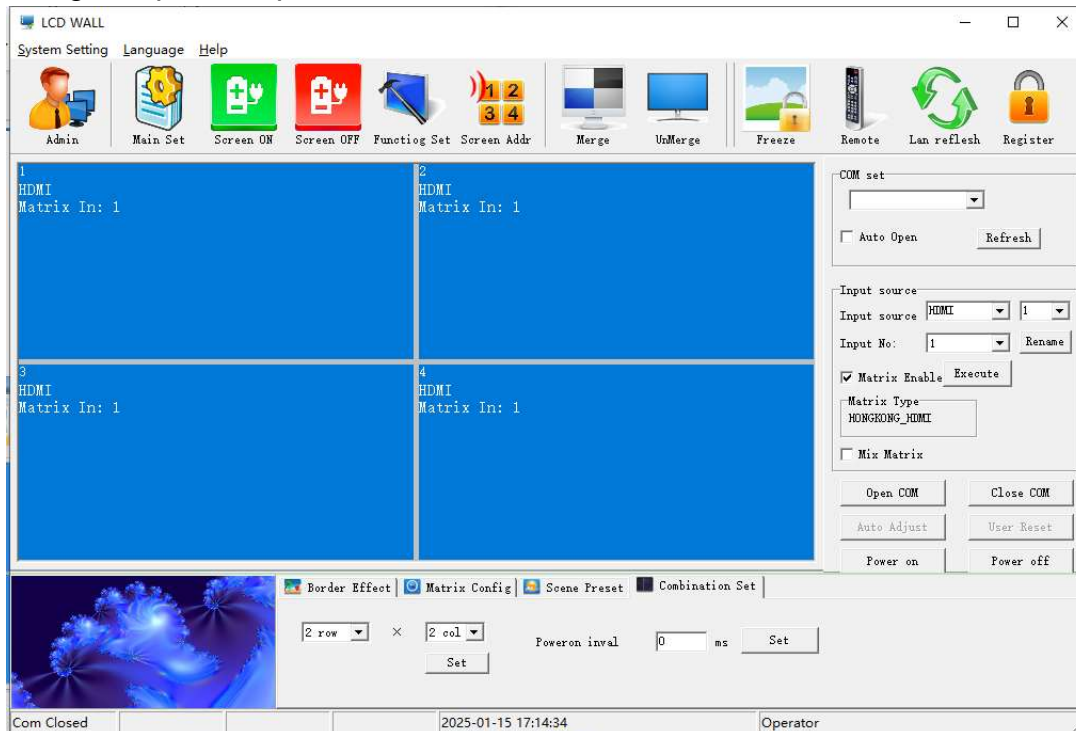 LCD WALL
System Setting Language Help
Admin Main Set Screen ON Screen OFF Functiog Set Screen Addr Merge UnMerge Freeze Remote Lan reflesh Register
1 2
3 4
1
HDMI
Matrix In: 1
2
HDMI
Matrix In: 1
3
HDMI
Matrix In: 1
4
HDMI
Matrix In: 1
COM set
Auto Open Refresh
Input source
Input source HDMI 1
Input No: 1 Rename
Matrix Enable Execute
Matrix Type
HONGKONG_HDMI
Mix Matrix
Open COM Close COM
Auto Adjust User Reset
Power on Power off
Border Effect Matrix Config Scene Preset Combination Set
2 row × 2 col Poweron inval 0 ms Set
Set
Com Closed 2025-01-15 17:14:34 Operator